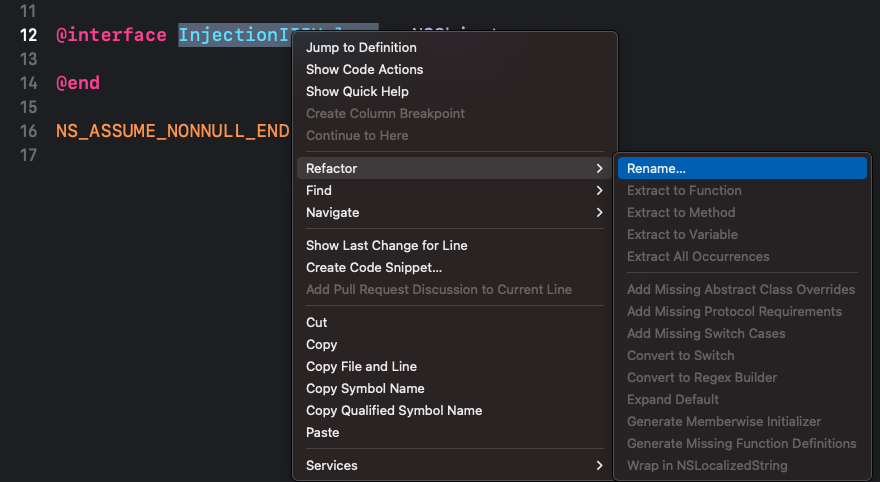 11
12 @interface
13
14 @end
15
16 NS_ASSUME_NONNULL_END
17
Jump to Definition
Show Code Actions
Show Quick Help
Create Column Breakpoint
Continue to Here
Refactor
Find
Navigate
Show Last Change for Line
Create Code Snippet...
Add Pull Request Discussion to Current Line
Cut
Copy
Copy File and Line
Copy Symbol Name
Copy Qualified Symbol Name
Paste
Services
Rename...
Extract to Function
Extract to Method
Extract to Variable
Extract All Occurrences
Add Missing Abstract Class Overrides
Add Missing Protocol Requirements
Add Missing Switch Cases
Convert to Switch
Convert to Regex Builder
Expand Default
Generate Memberwise Initializer
Generate Missing Function Definitions
Wrap in NSLocalizedString